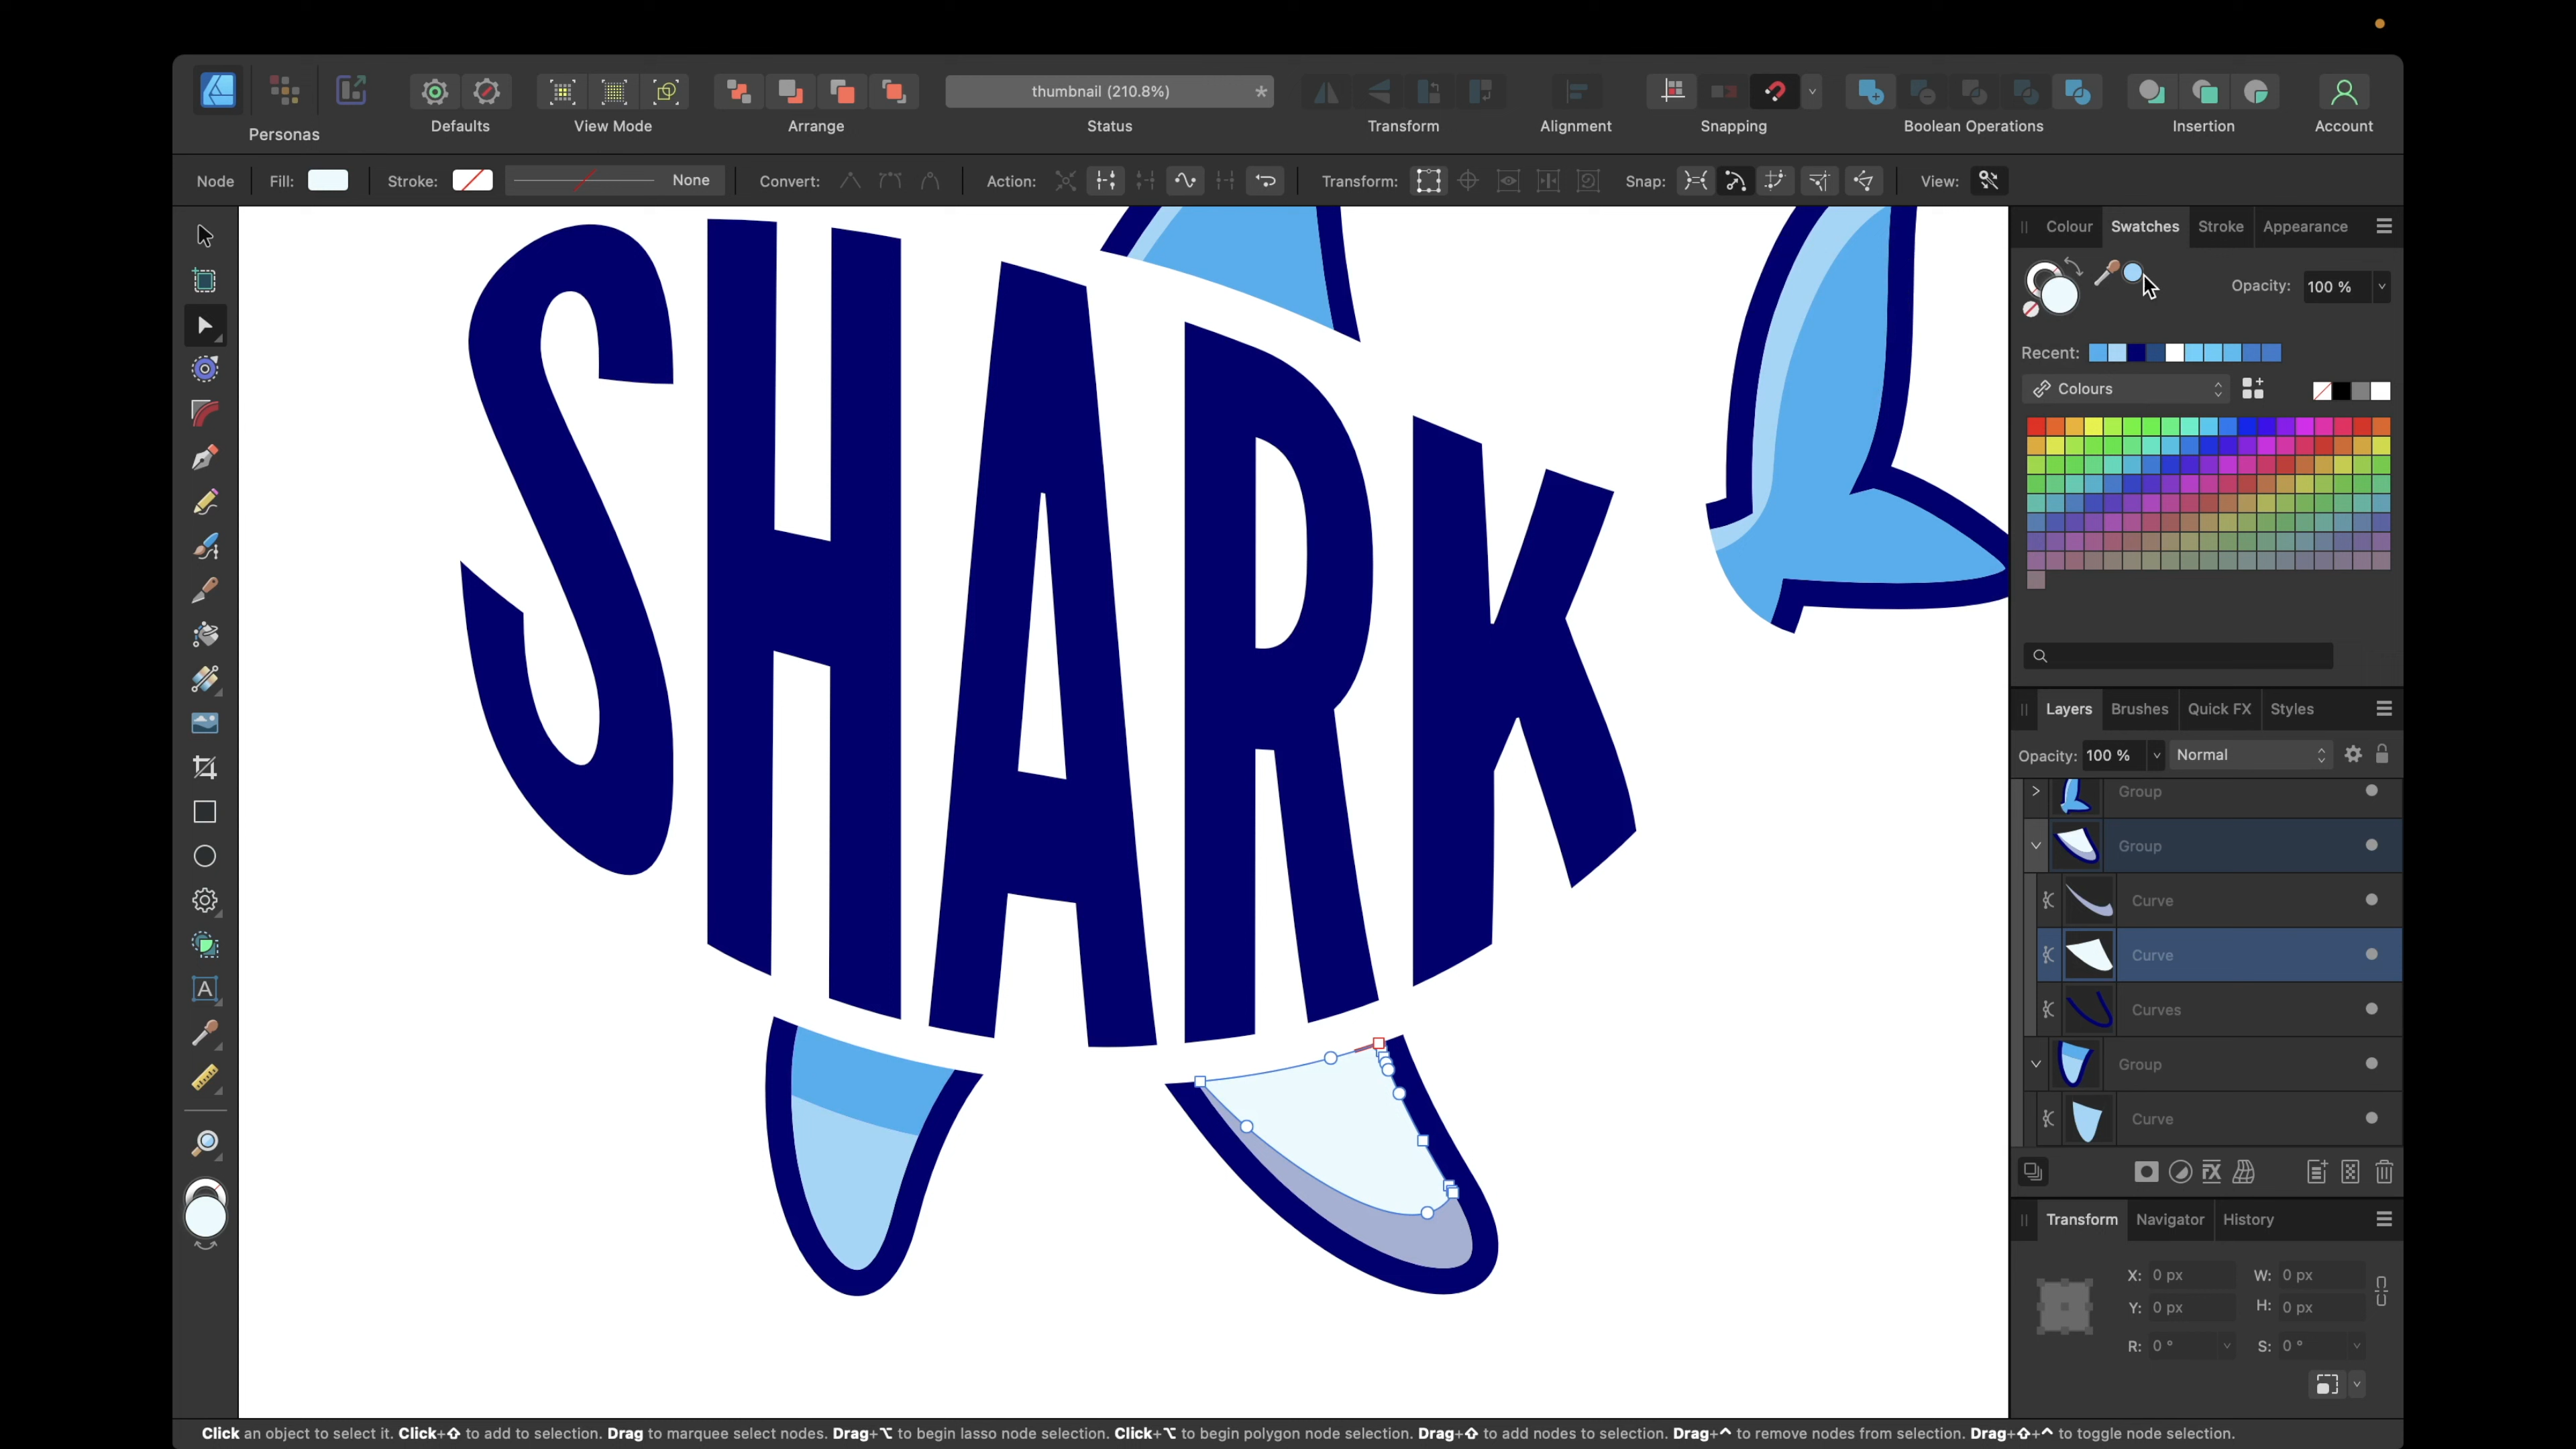 thumbnail (210.8%) *
Personas Defaults View Mode Arrange Status Transform Alignment Snapping Boolean Operations Insertion Account
Node Fill: Stroke: None Convert: Action: Transform: Snap: View:
Colour Swatches Stroke Appearance
Opacity: 100 %
Recent:
Colours
SHARK
Layers Brushes Quick FX Styles
Opacity: 100 % Normal
Group
Group
Curve
Curve
Curves
Group
Curve
FX
A
Transform Navigator History
X: 0 px W: 0 px
Y: 0 px H: 0 px
R: 0 ° S: 0 °
Click an object to select it. Click+⇧ to add to selection. Drag to marquee select nodes. Drag+⌥ to begin lasso node selection. Click+⌥ to begin polygon node selection. Drag+⇧ to add nodes to selection. Drag+⌃ to remove nodes from selection. Drag+⇧+⌃ to toggle node selection.